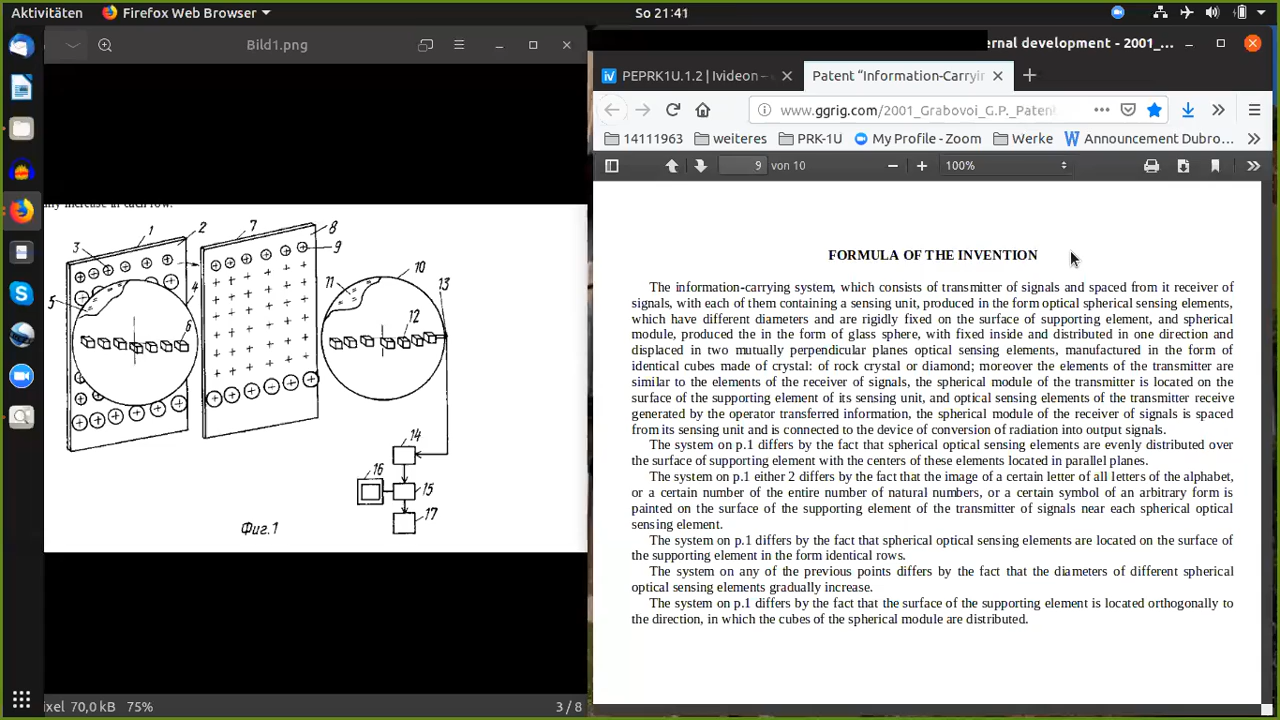 Aktivitäten
Firefox Web Browser
So 21:41
Bild1.png
ernal development - 2001_...
PEPRK1U.1.2 | Ivideon –
Patent “Information-Carryin
www.ggrig.com/2001_Grabovoi_G.P._Patent
14111963
weiteres
PRK-1U
My Profile - Zoom
Werke
Announcement Dubro...
9 von 10
100%
1
2
3
4
5
6
7
8
9
10
11
12
13
14
15
16
17
Фиг.1
FORMULA OF THE INVENTION
The information-carrying system, which consists of transmitter of signals and spaced from it receiver of
signals, with each of them containing a sensing unit, produced in the form optical spherical sensing elements,
which have different diameters and are rigidly fixed on the surface of supporting element, and spherical
module, produced the in the form of glass sphere, with fixed inside and distributed in one direction and
displaced in two mutually perpendicular planes optical sensing elements, manufactured in the form of
identical cubes made of crystal: of rock crystal or diamond; moreover the elements of the transmitter are
similar to the elements of the receiver of signals, the spherical module of the transmitter is located on the
surface of the supporting element of its sensing unit, and optical sensing elements of the transmitter receive
generated by the operator transferred information, the spherical module of the receiver of signals is spaced
from its sensing unit and is connected to the device of conversion of radiation into output signals.
The system on p.1 differs by the fact that spherical optical sensing elements are evenly distributed over
the surface of supporting element with the centers of these elements located in parallel planes.
The system on p.1 either 2 differs by the fact that the image of a certain letter of all letters of the alphabet,
or a certain number of the entire number of natural numbers, or a certain symbol of an arbitrary form is
painted on the surface of the supporting element of the transmitter of signals near each spherical optical
sensing element.
The system on p.1 differs by the fact that spherical optical sensing elements are located on the surface of
the supporting element in the form identical rows.
The system on any of the previous points differs by the fact that the diameters of different spherical
optical sensing elements gradually increase.
The system on p.1 differs by the fact that the surface of the supporting element is located orthogonally to
the direction, in which the cubes of the spherical module are distributed.
ixel 70,0 kB 75%
3 / 8